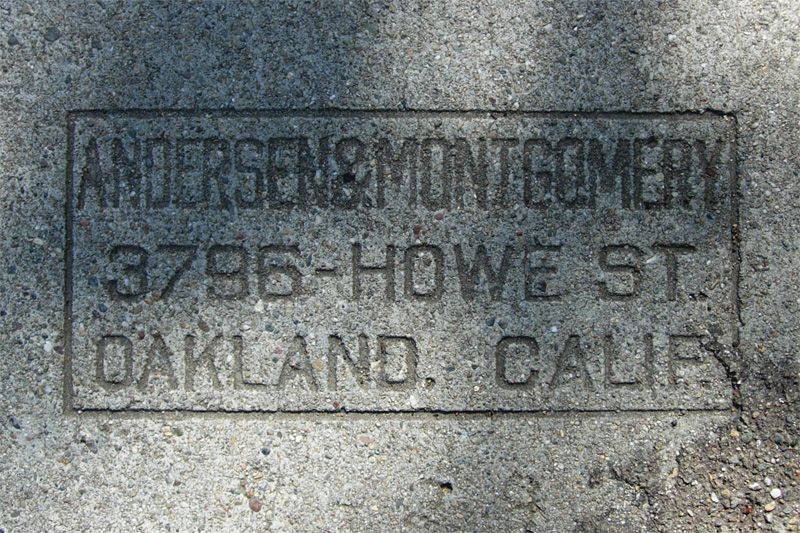 ANDERSEN & MONTGOMERY
3796-HOWE ST.
OAKLAND. CALIF.